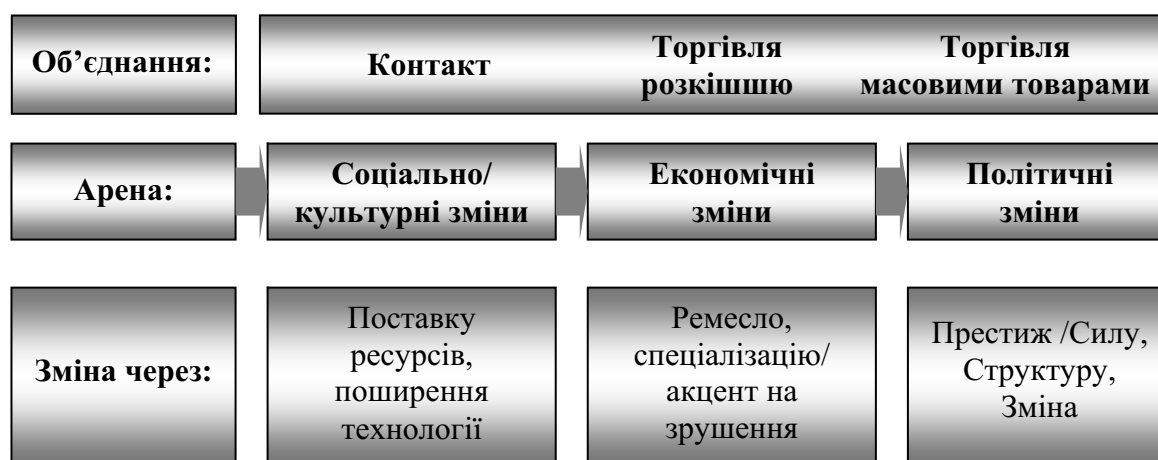 Об’єднання:
Контакт
Торгівля
розкішшю
Торгівля
масовими товарами
Арена:
Соціально/
культурні зміни
Економічні
зміни
Політичні
зміни
Зміна через:
Поставку
ресурсів,
поширення
технології
Ремесло,
спеціалізацію/
акцент на
зрушення
Престиж /Силу,
Структуру,
Зміна